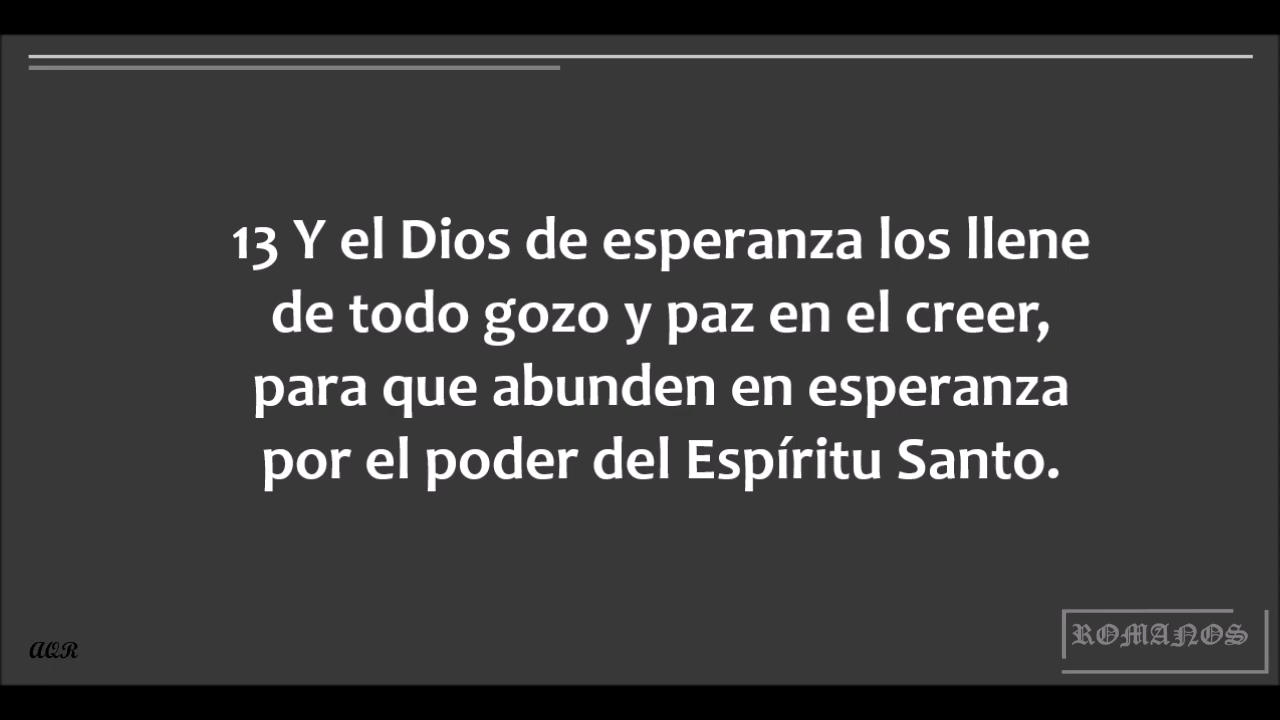 13 Y el Dios de esperanza los llene
de todo gozo y paz en el creer,
para que abunden en esperanza
por el poder del Espíritu Santo.
AQR
ROMANOS